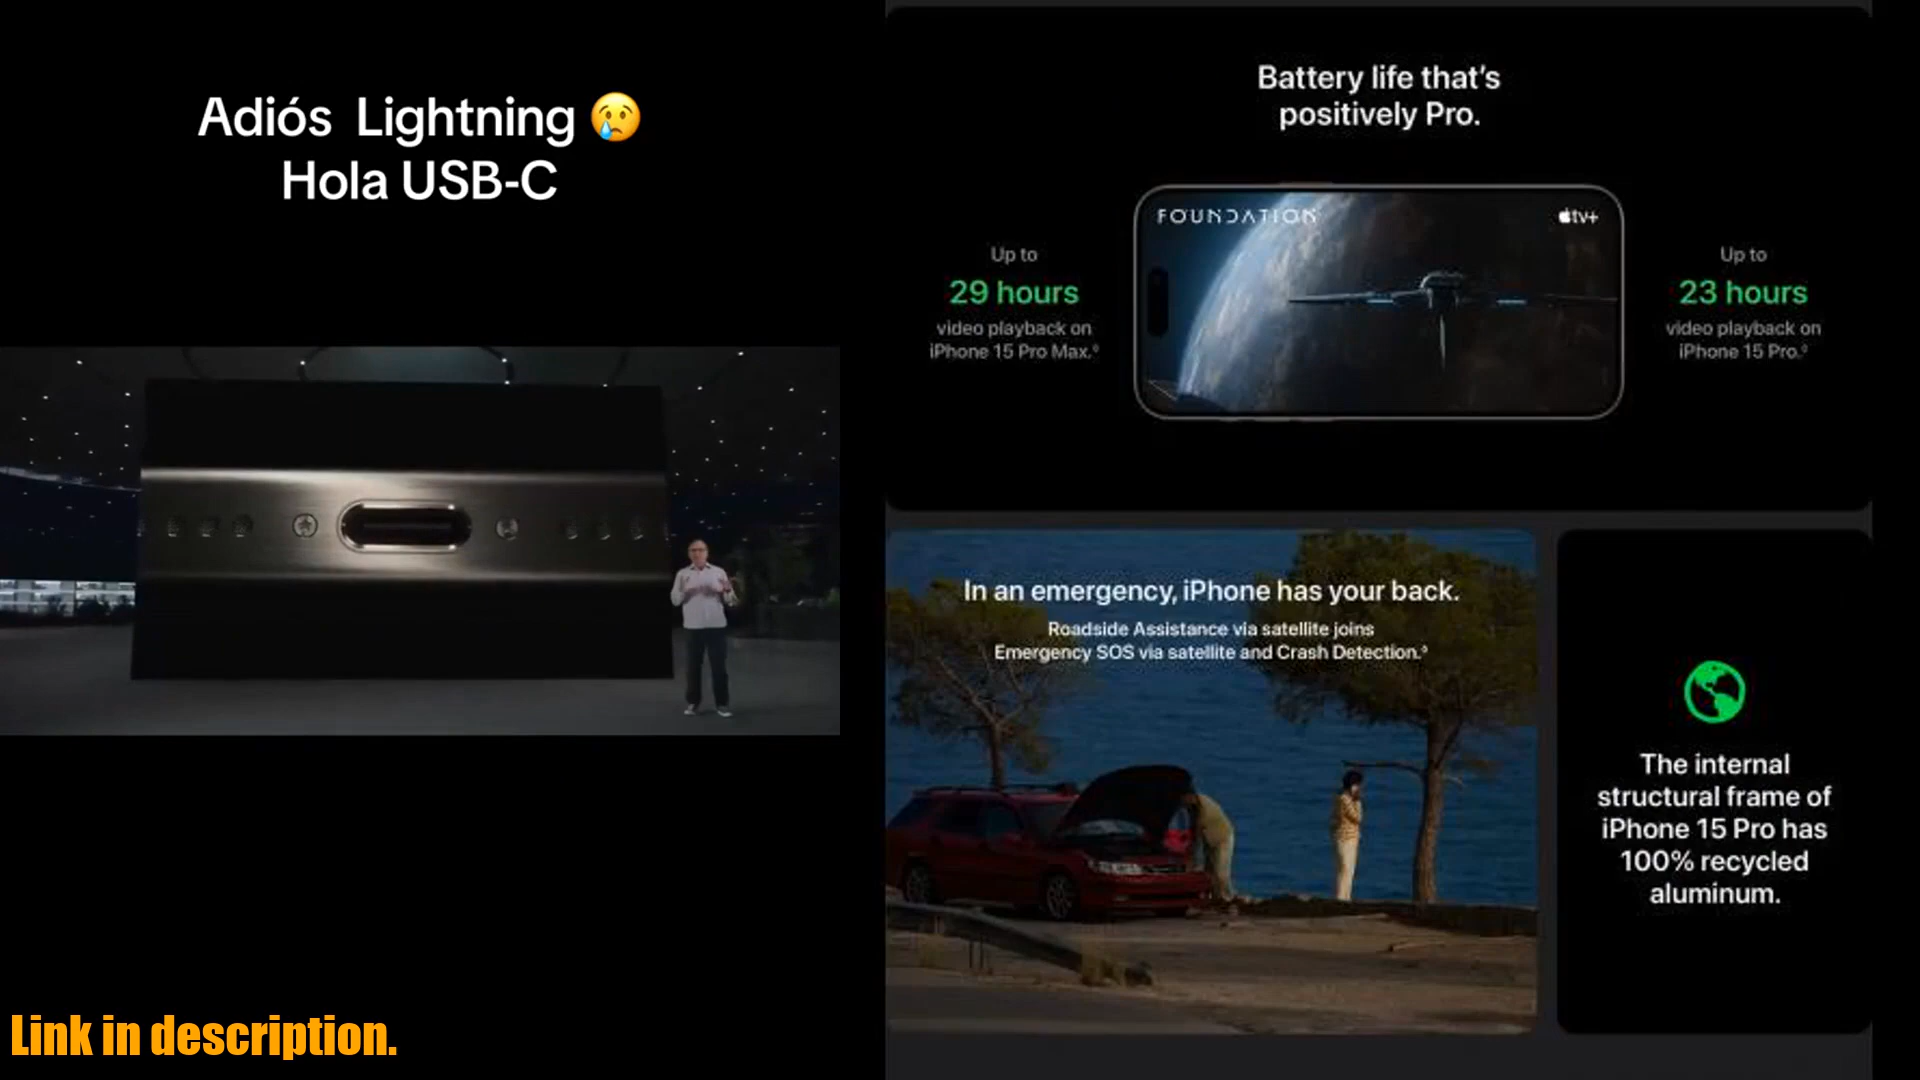 Adiós Lightning 😢
Hola USB-C
Link in description.
Battery life that's
positively Pro.
Up to
29 hours
video playback on
iPhone 15 Pro Max.◊
FOUNDATION
tv+
Up to
23 hours
video playback on
iPhone 15 Pro.◊
In an emergency, iPhone has your back.
Roadside Assistance via satellite joins
Emergency SOS via satellite and Crash Detection.◊
The internal
structural frame of
iPhone 15 Pro has
100% recycled
aluminum.